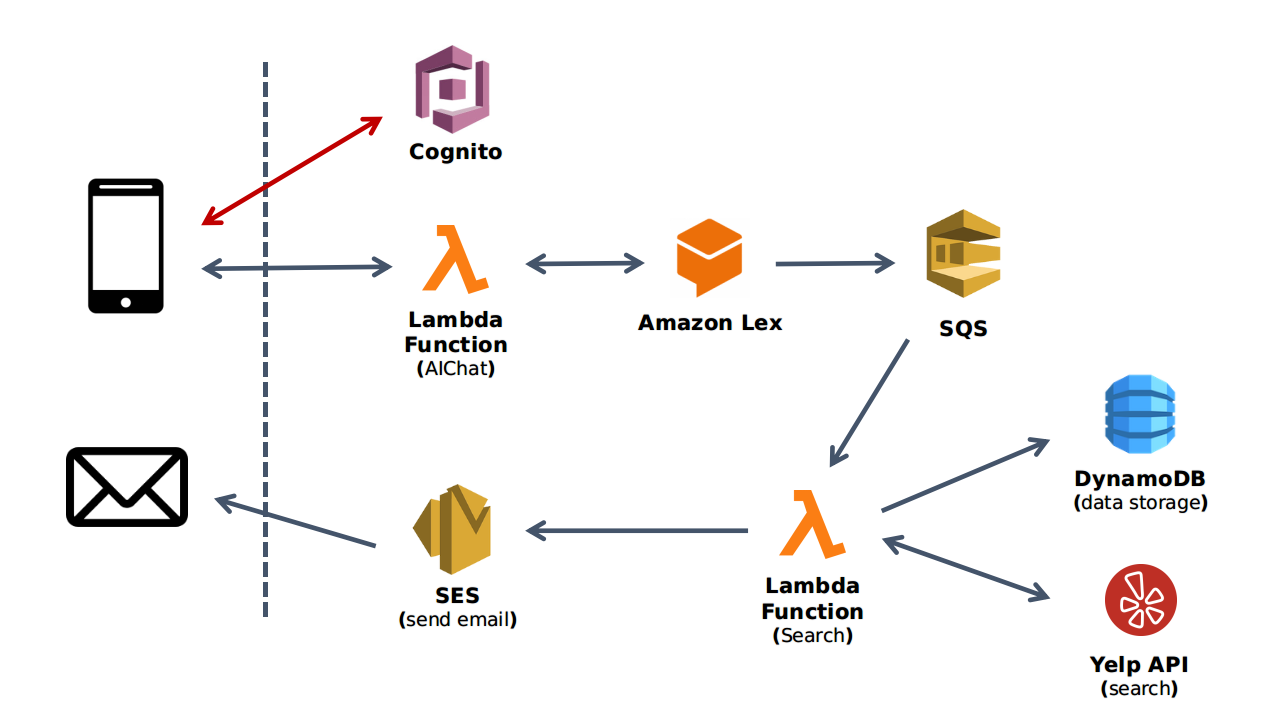 Cognito
Lambda
Function
(AIChat)
Amazon Lex
SQS
DynamoDB
(data storage)
SES
(send email)
Lambda
Function
(Search)
Yelp API
(search)